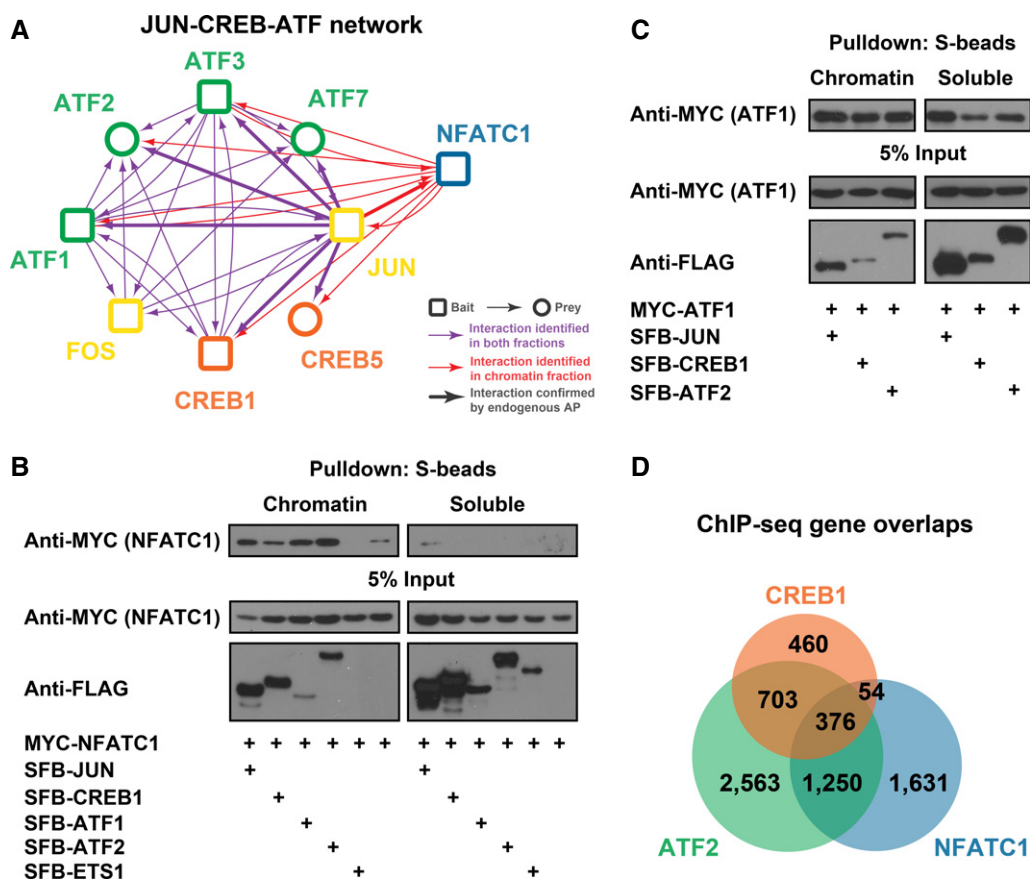 A
JUN-CREB-ATF network
ATF3
ATF2
ATF7
NFATC1
ATF1
JUN
FOS
CREB5
CREB1
Bait
Prey
Interaction identified
in both fractions
Interaction identified
in chromatin fraction
Interaction confirmed
by endogenous AP
B
Pulldown: S-beads
Chromatin Soluble
Anti-MYC (NFATC1)
5% Input
Anti-MYC (NFATC1)
Anti-FLAG
MYC-NFATC1 + + + + + + + + + + + +
SFB-JUN + +
SFB-CREB1 + +
SFB-ATF1 + +
SFB-ATF2 + +
SFB-ETS1 + +
C
Pulldown: S-beads
Chromatin Soluble
Anti-MYC (ATF1)
5% Input
Anti-MYC (ATF1)
Anti-FLAG
MYC-ATF1 + + + + + +
SFB-JUN + +
SFB-CREB1 + +
SFB-ATF2 + +
D
ChIP-seq gene overlaps
CREB1
460
703
54
376
2,563
1,250
1,631
ATF2
NFATC1